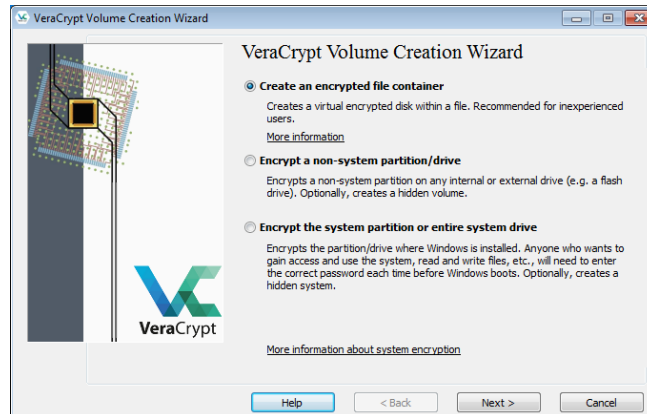 VeraCrypt Volume Creation Wizard
VeraCrypt Volume Creation Wizard
Create an encrypted file container
Creates a virtual encrypted disk within a file. Recommended for inexperienced
users.
More information
Encrypt a non-system partition/drive
Encrypts a non-system partition on any internal or external drive (e.g. a flash
drive). Optionally, creates a hidden volume.
Encrypt the system partition or entire system drive
Encrypts the partition/drive where Windows is installed. Anyone who wants to
gain access and use the system, read and write files, etc., will need to enter
the correct password each time before Windows boots. Optionally, creates a
hidden system.
VeraCrypt
More information about system encryption
Help
< Back
Next >
Cancel